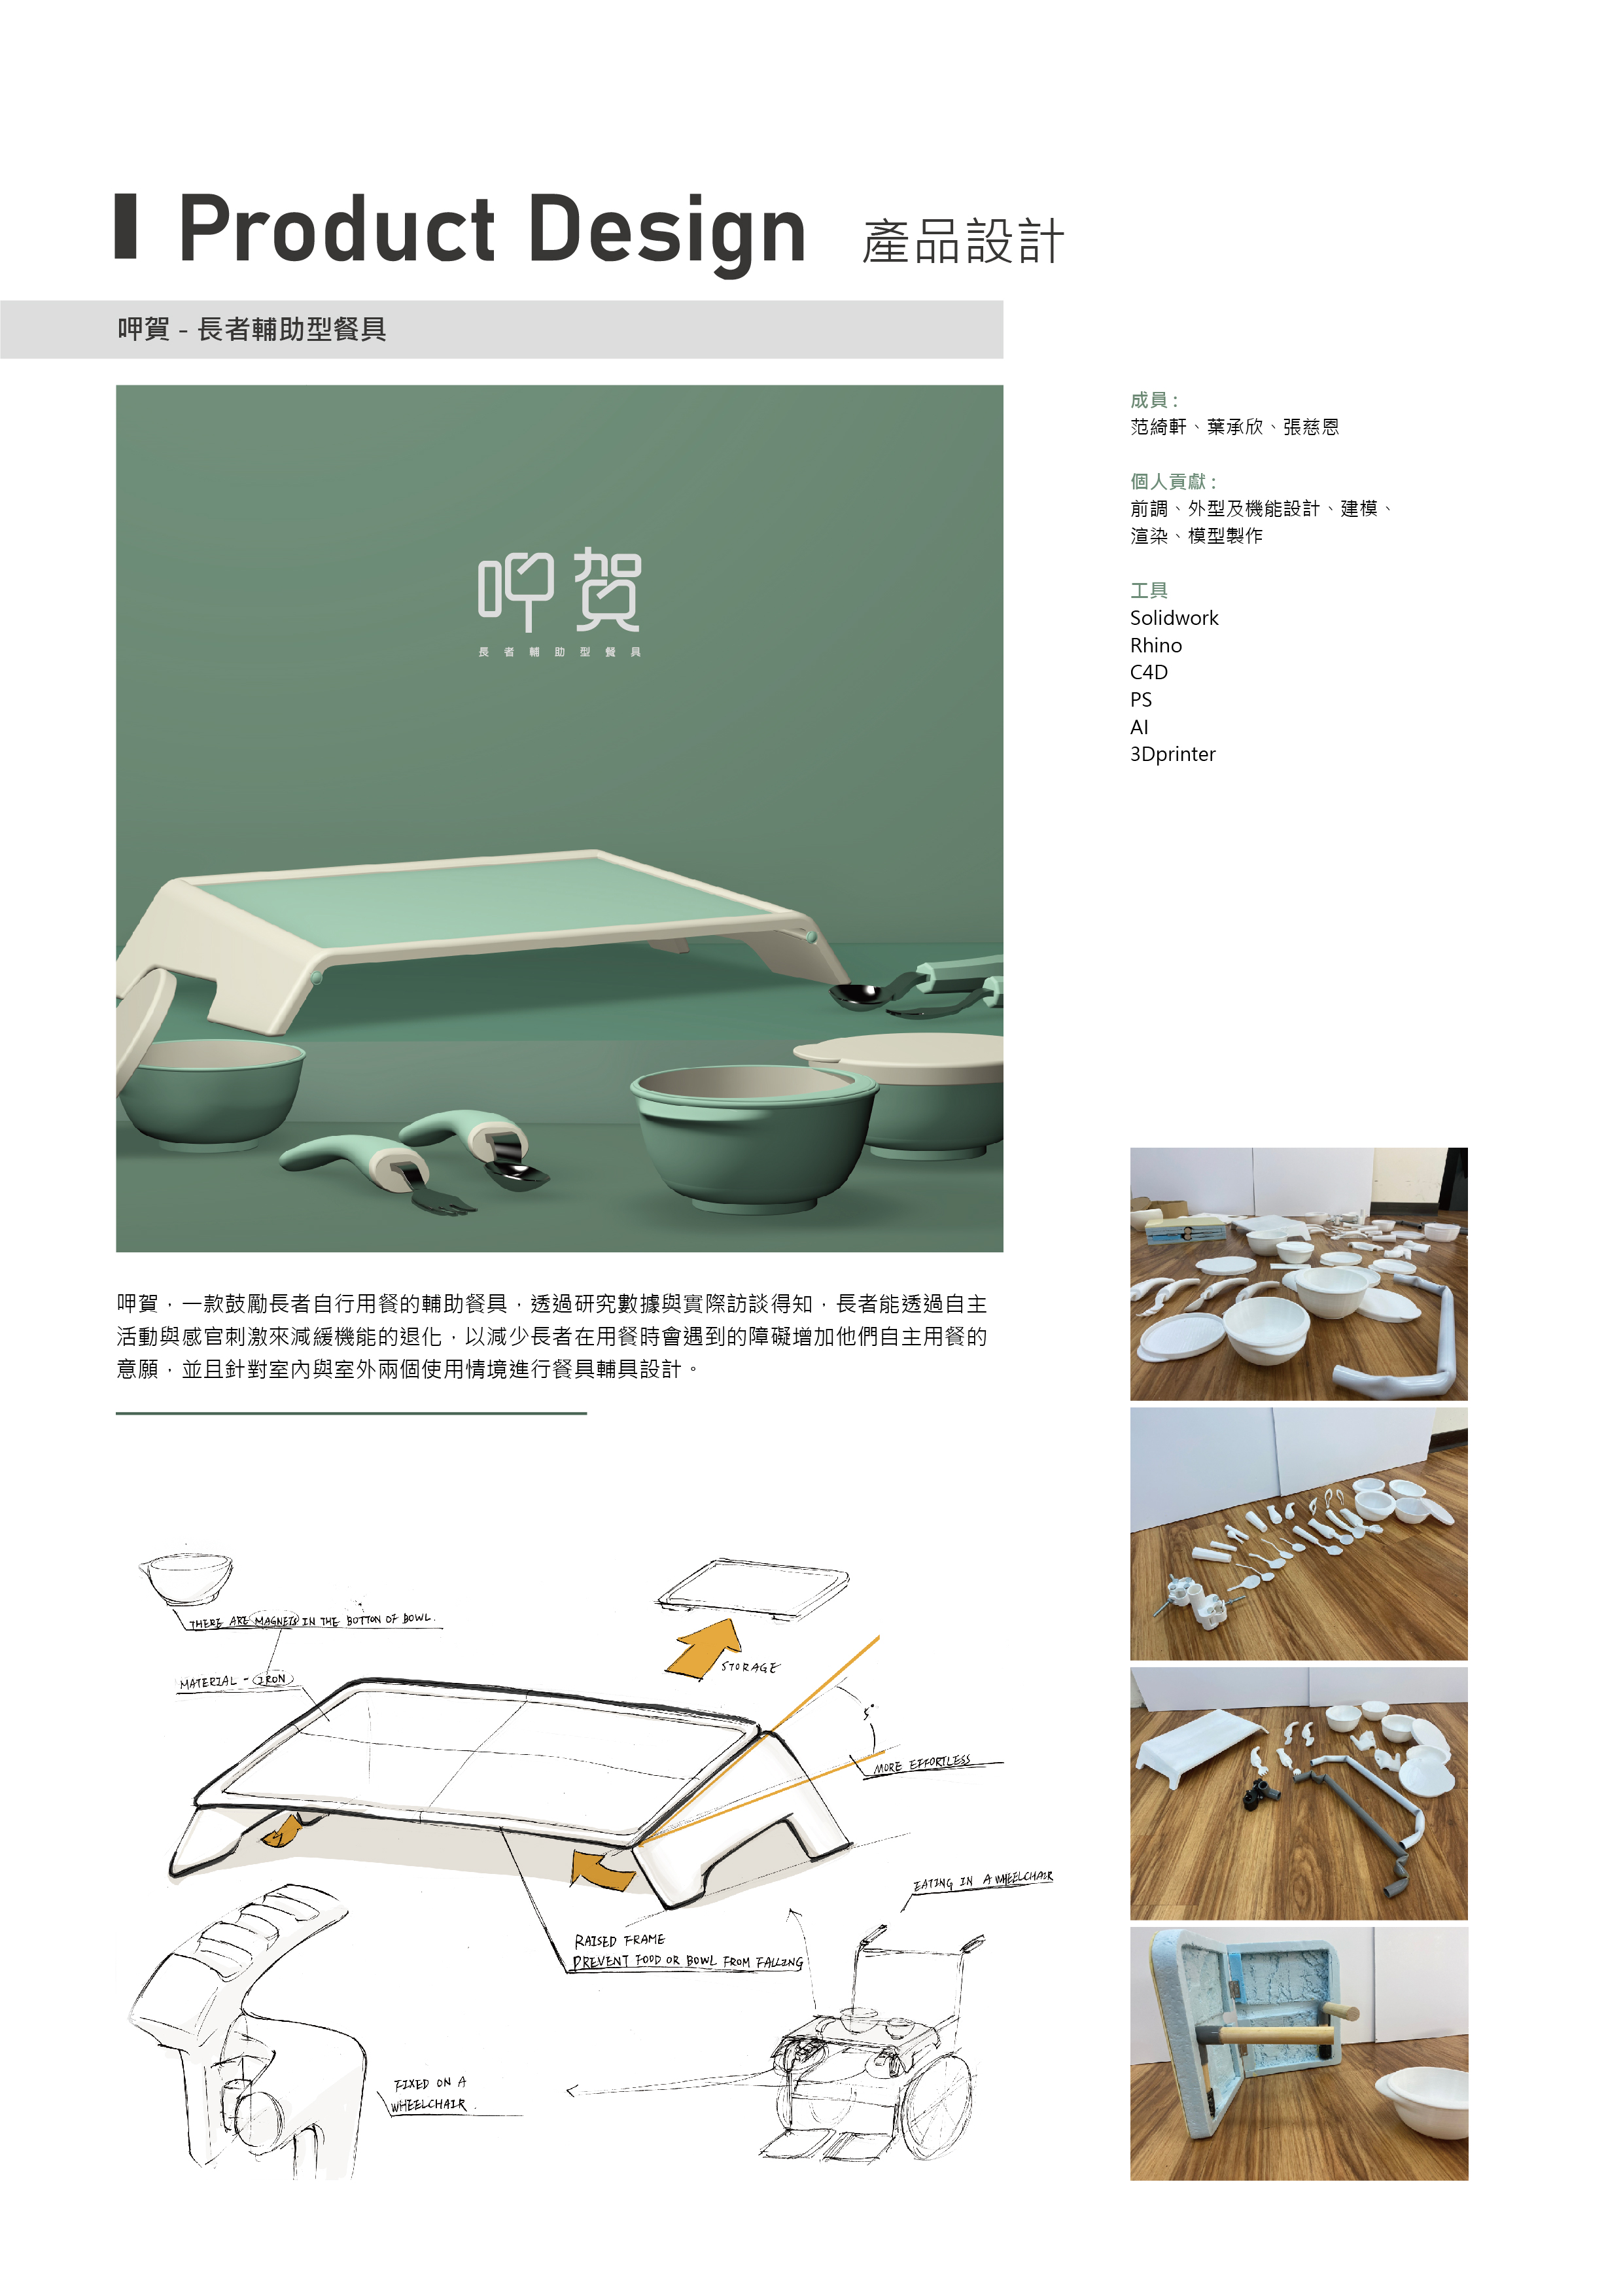 Product Design 產品設計
呷賀 - 長者輔助型餐具
成員 :
范綺軒、葉承欣、張慈恩
個人貢獻 :
前調、外型及機能設計、建模、
渲染、模型製作
工具
Solidwork
Rhino
C4D
PS
AI
3Dprinter
呷賀
長者輔助型餐具
呷賀，一款鼓勵長者自行用餐的輔助餐具，透過研究數據與實際訪談得知，長者能透過自主
活動與感官刺激來減緩機能的退化，以減少長者在用餐時會遇到的障礙增加他們自主用餐的
意願，並且針對室內與室外兩個使用情境進行餐具輔具設計。
THERE ARE MAGNETS IN THE BOTTON OF BOWL.
MATERIAL - IRON
STORAGE
5°
MORE EFFORTLESS
EATING IN A WHEELCHAIR
RAISED FRAME
PREVENT FOOD OR BOWL FROM FALLING
FIXED ON A
WHEELCHAIR.